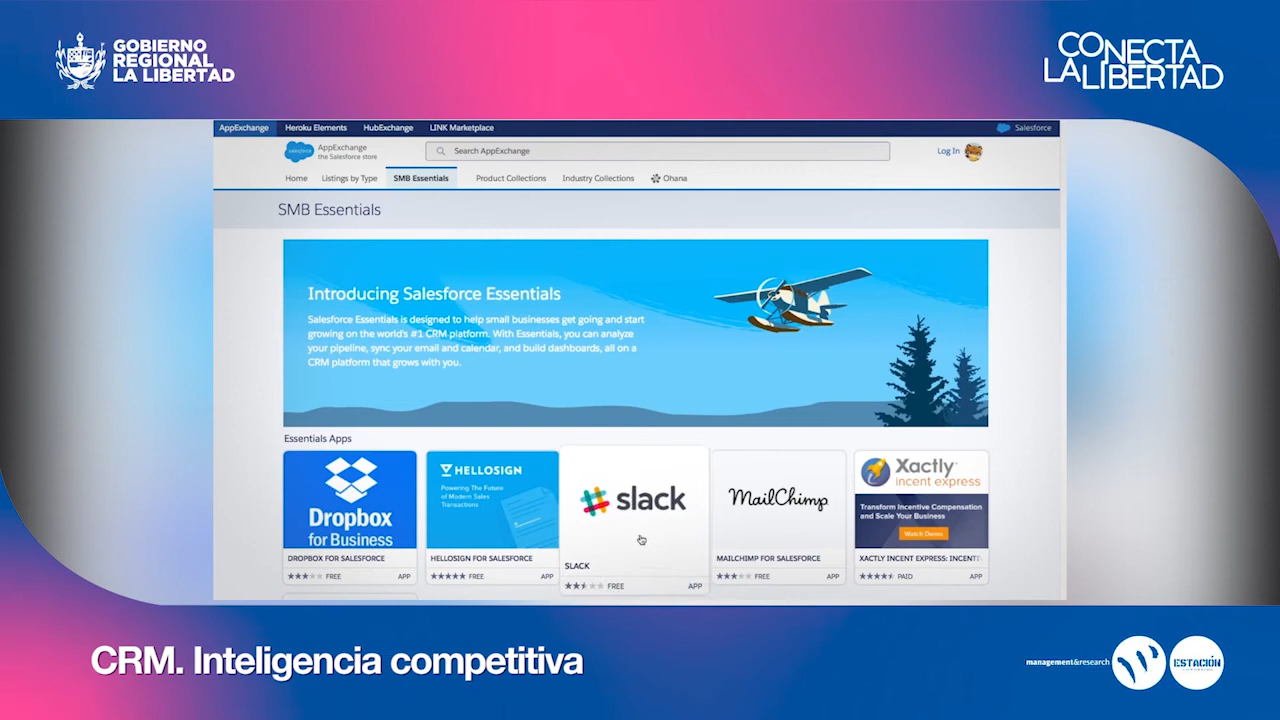 GOBIERNO
REGIONAL
LA LIBERTAD
CONECTA
LA LIBERTAD
AppExchange
Heroku Elements
HubExchange
LINK Marketplace
Salesforce
salesforce
AppExchange
the Salesforce store
Search AppExchange
Log In
Home
Listings by Type
SMB Essentials
Product Collections
Industry Collections
Ohana
SMB Essentials
Introducing Salesforce Essentials
Salesforce Essentials is designed to help small businesses get going and start
growing on the world's #1 CRM platform. With Essentials, you can analyze
your pipeline, sync your email and calendar, and build dashboards, all on a
CRM platform that grows with you.
Essentials Apps
Dropbox
for Business
DROPBOX FOR SALESFORCE
FREE
APP
HELLOSIGN
Powering The Future
of Modern Sales
Transactions
HELLOSIGN FOR SALESFORCE
FREE
APP
slack
SLACK
FREE
APP
MailChimp
MAILCHIMP FOR SALESFORCE
FREE
APP
Xactly
incent express
Transform Incentive Compensation
and Scale Your Business
Watch Demo
XACTLY INCENT EXPRESS: INCENTI
PAID
APP
CRM. Inteligencia competitiva
management&research
ESTACIÓN